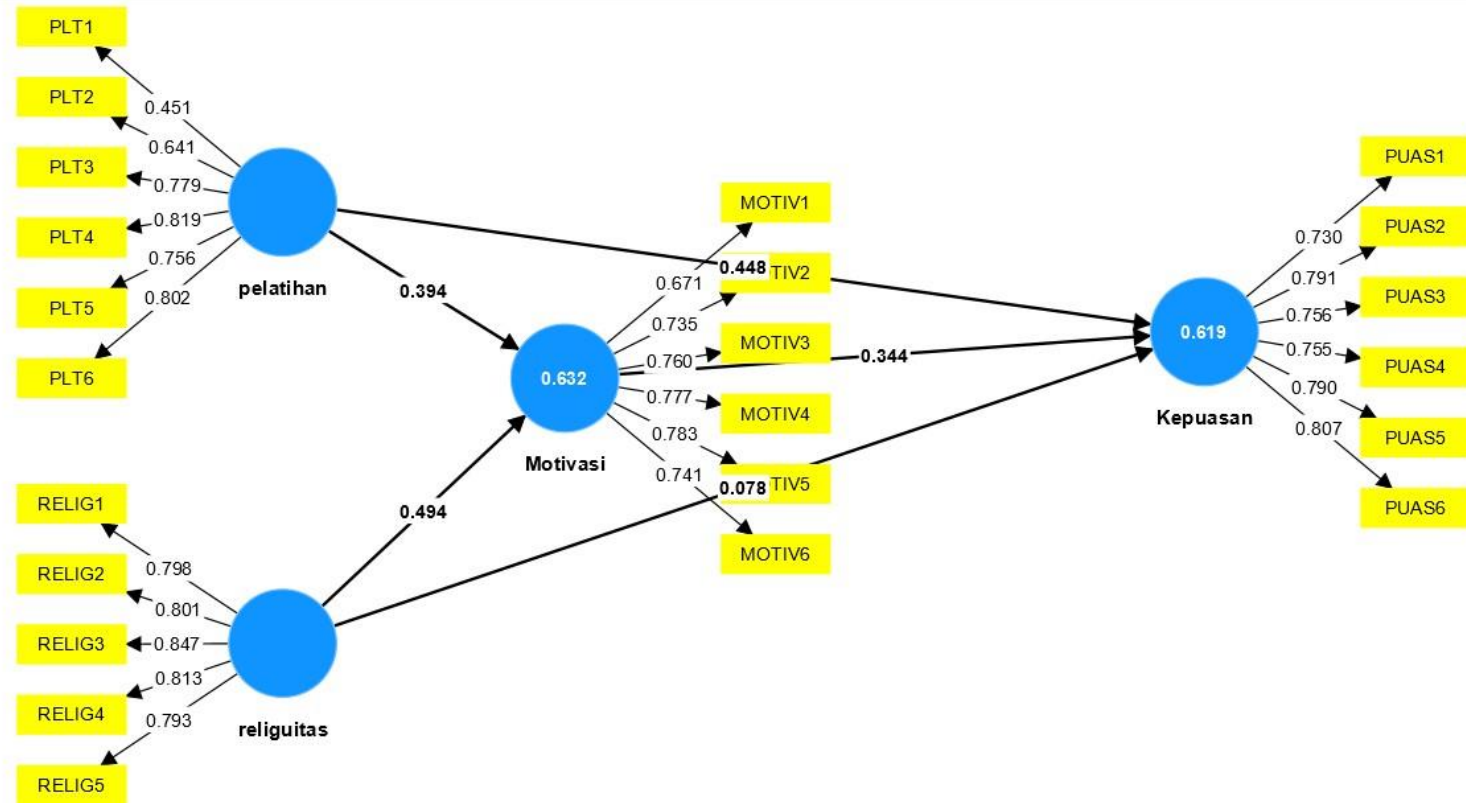 PLT1
PLT2
PLT3
PLT4
PLT5
PLT6
0.451
0.641
0.779
0.819
0.756
0.802
pelatihan
0.394
0.494
RELIG1
RELIG2
RELIG3
RELIG4
RELIG5
0.798
0.801
0.847
0.813
0.793
religuitas
0.632
Motivasi
0.671
0.735
0.760
0.777
0.783
0.741
MOTIV1
0.448
TIV2
MOTIV3
MOTIV4
0.078
TIV5
MOTIV6
0.344
0.619
Kepuasan
0.730
0.791
0.756
0.755
0.790
0.807
PUAS1
PUAS2
PUAS3
PUAS4
PUAS5
PUAS6